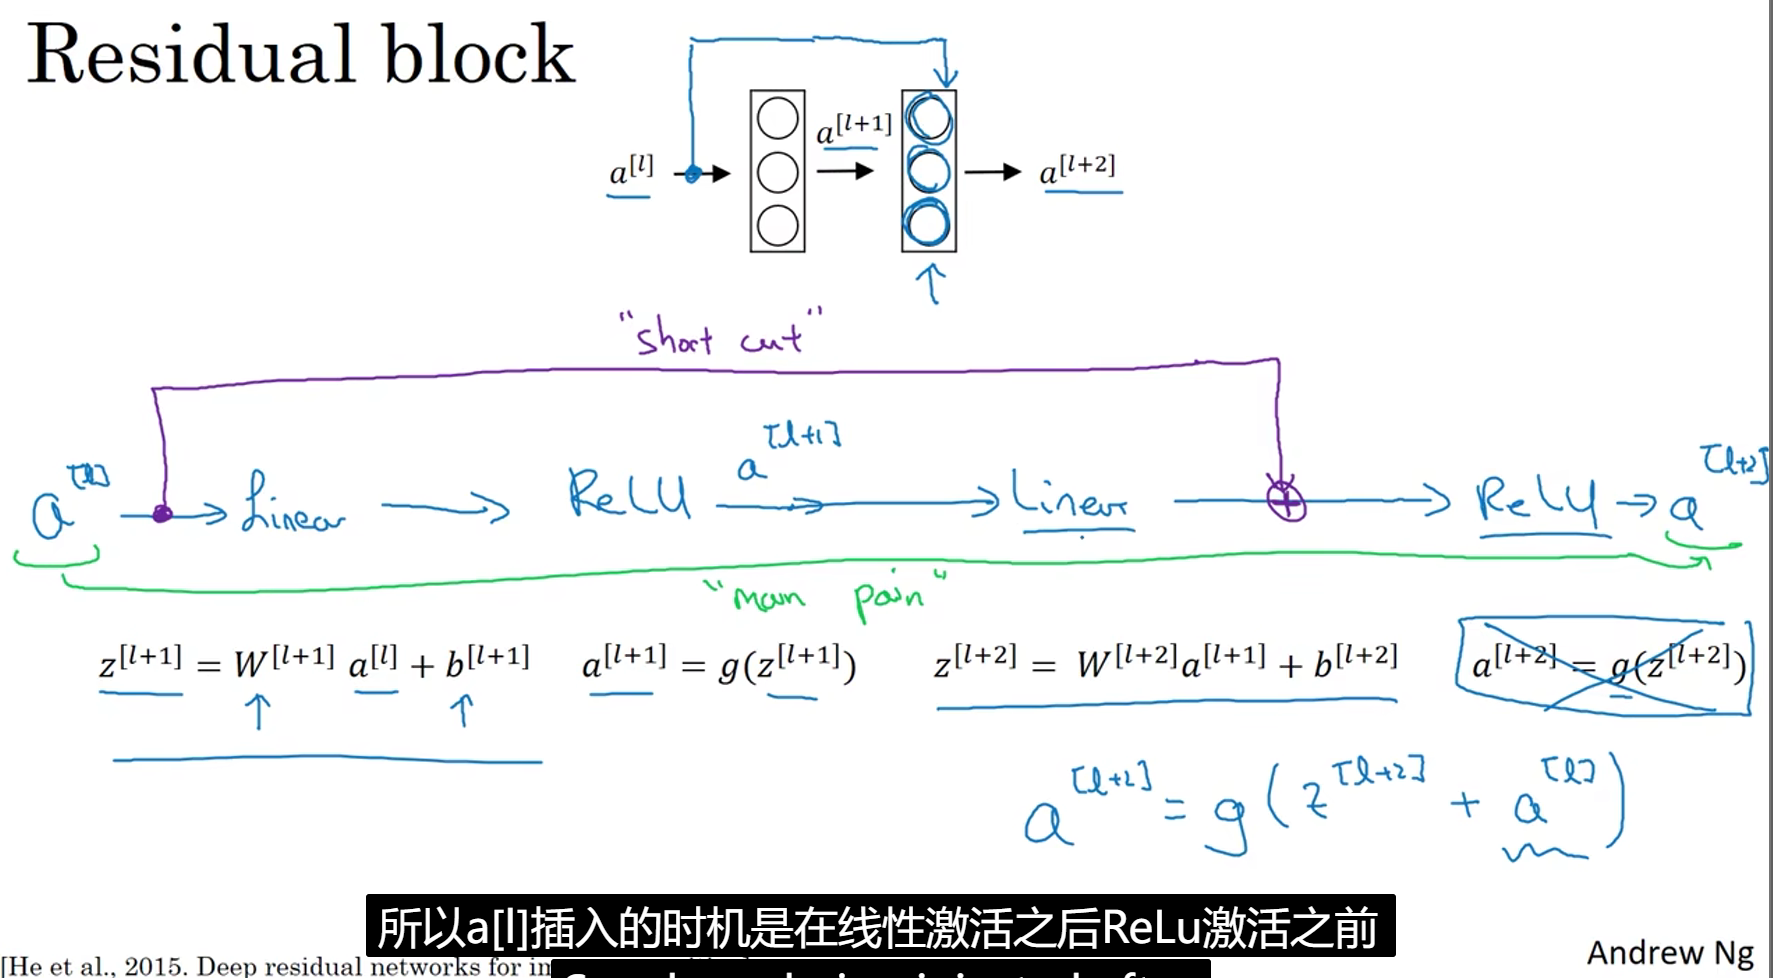 Residual block
a[l] a[l+1] a[l+2]
"short cut"
a[l] Linear ReLU a[l+1] Linear ReLU a[l+2]
"main
z[l+1] = W[l+1] a[l] + b[l+1] a[l+1] = g(z[l+1]) z[l+2] = W[l+2]a[l+1] + b[l+2] a[l+2] = g(z[l+2])
a[l+2] = g(z[l+2] + a[l])
所以a[l]插入的时机是在线性激活之后ReLu激活之前
Andrew Ng
[He et al., 2015. Deep residual networks for